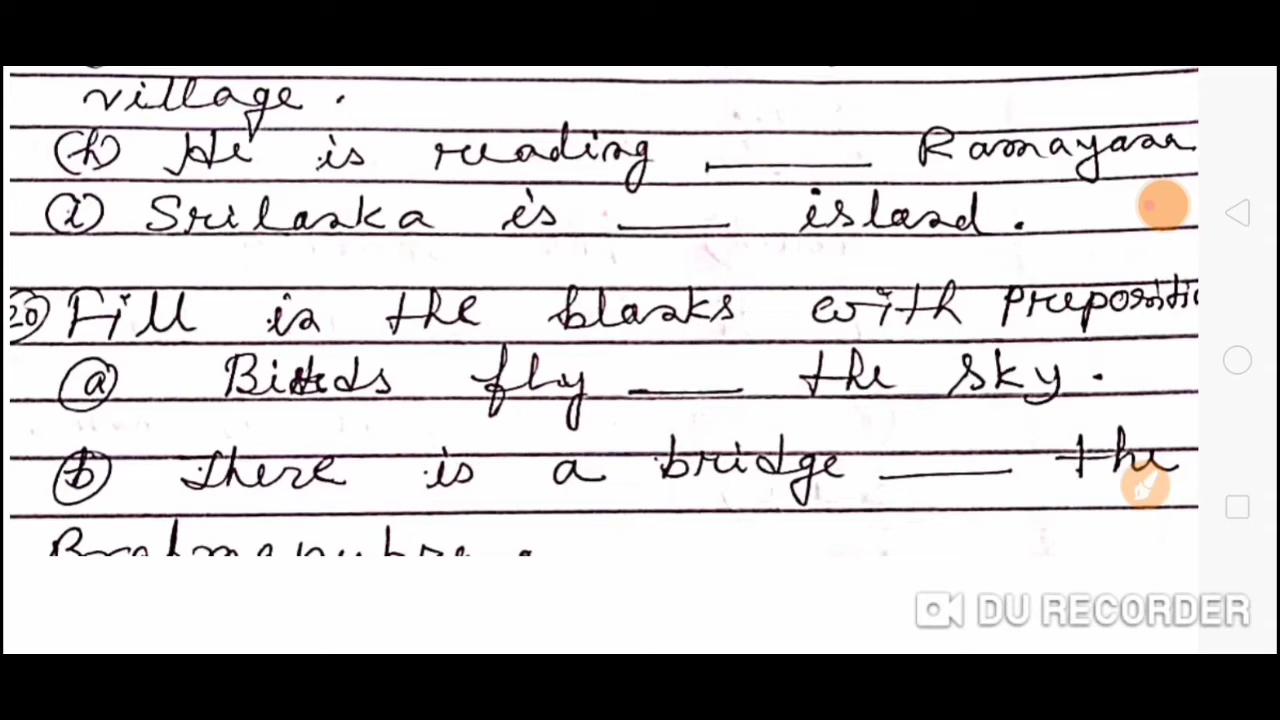 village.
(h) He is reading ____ Ramayana
(i) Srilanka is ____ island.
20) Fill in the blanks with prepositio
(a) Birds fly ____ the sky.
(b) There is a bridge ____ the
DU RECORDER